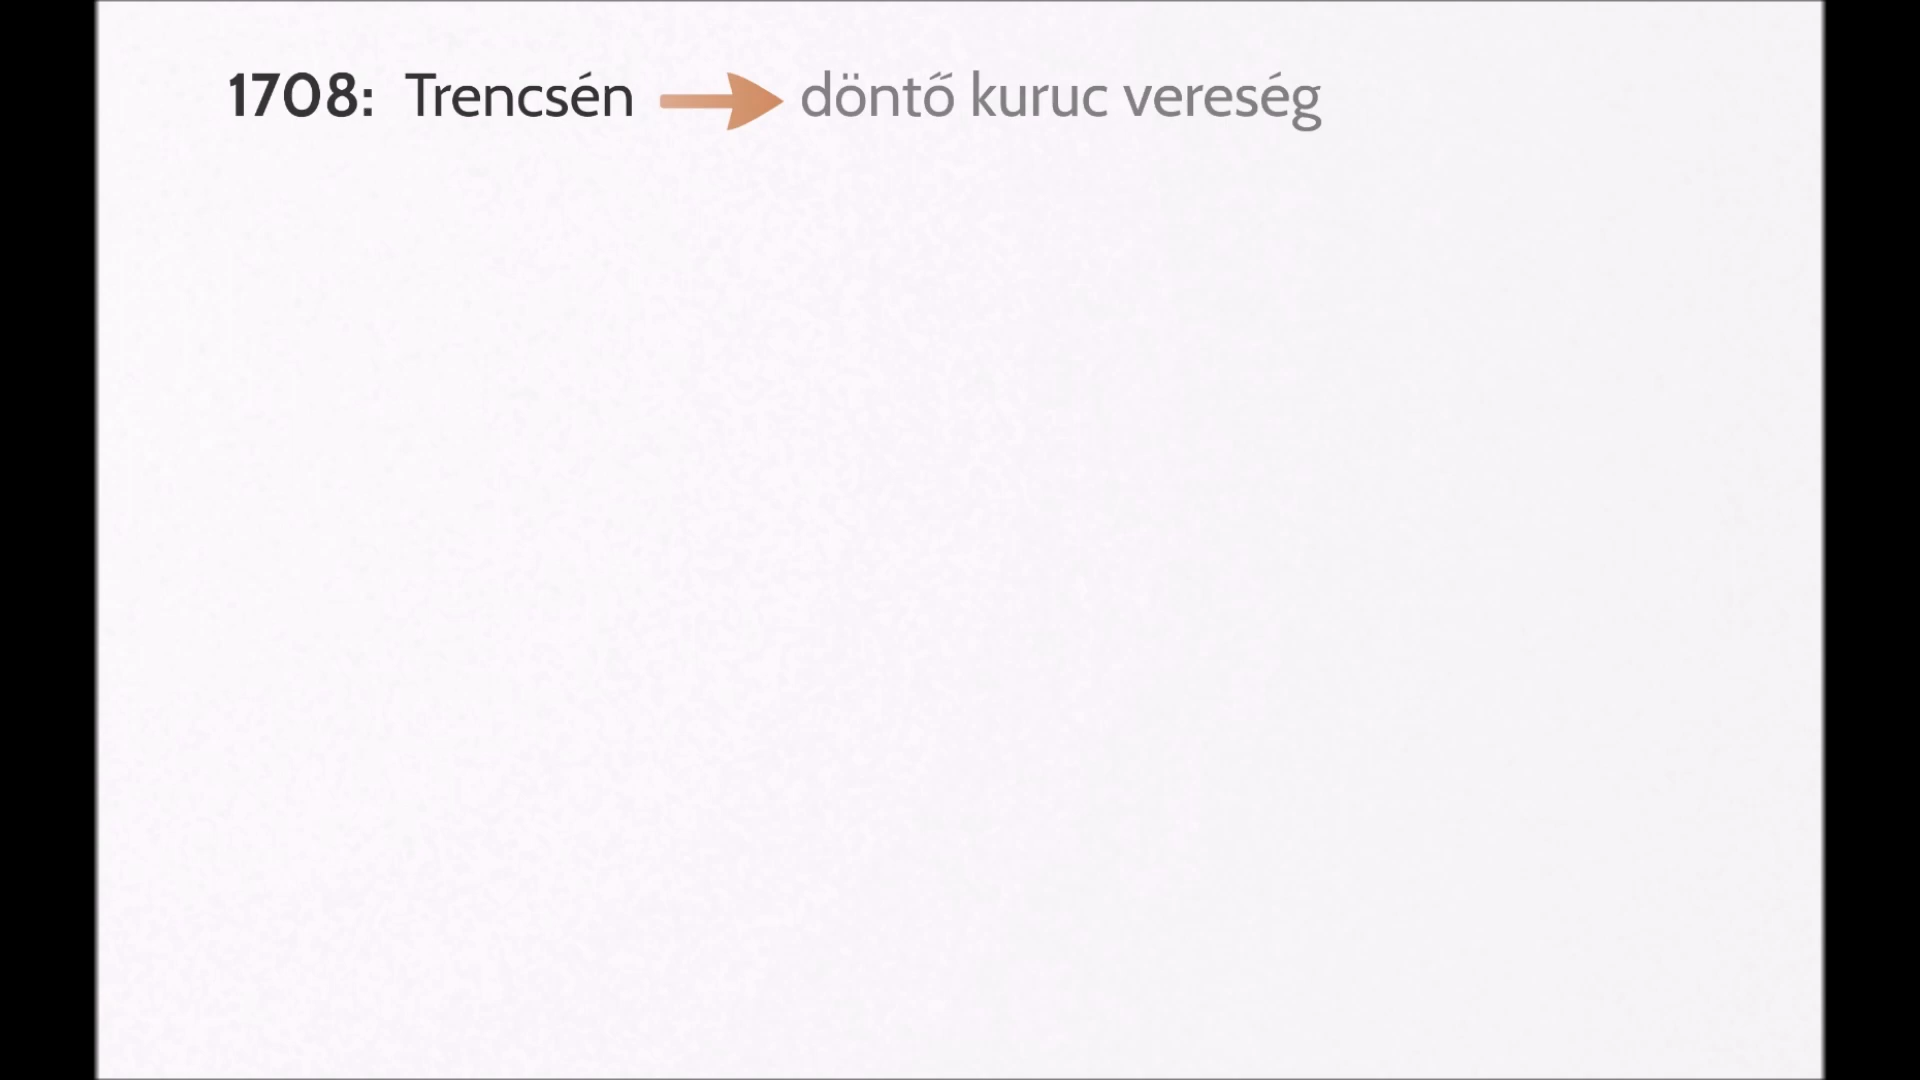 1708: Trencsén → döntő kuruc vereség